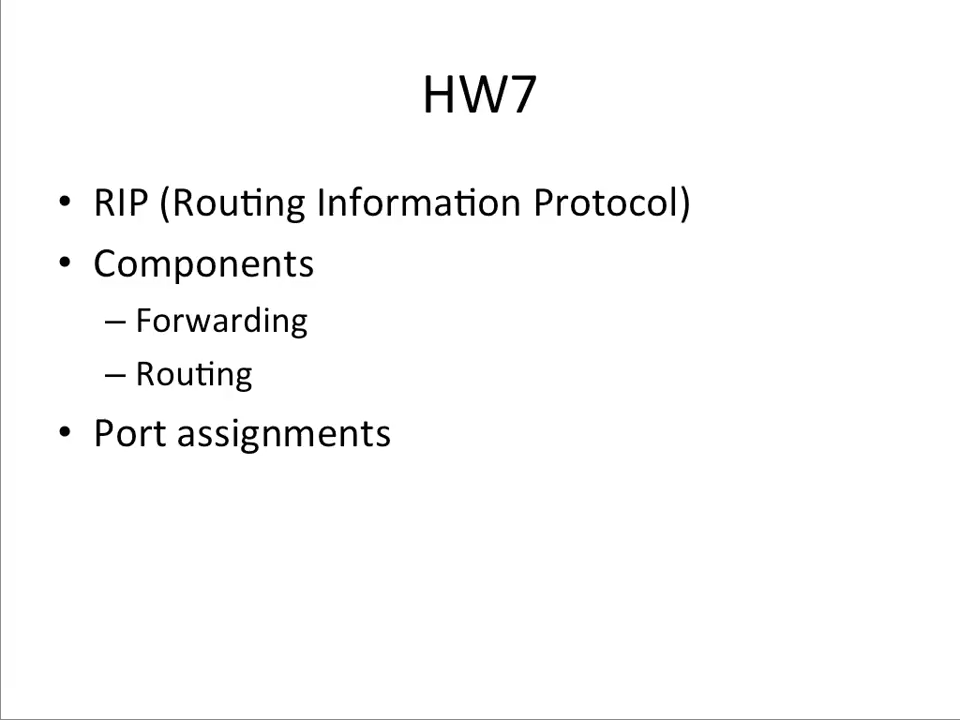 HW7
• RIP (Routing Information Protocol)
• Components
– Forwarding
– Routing
• Port assignments